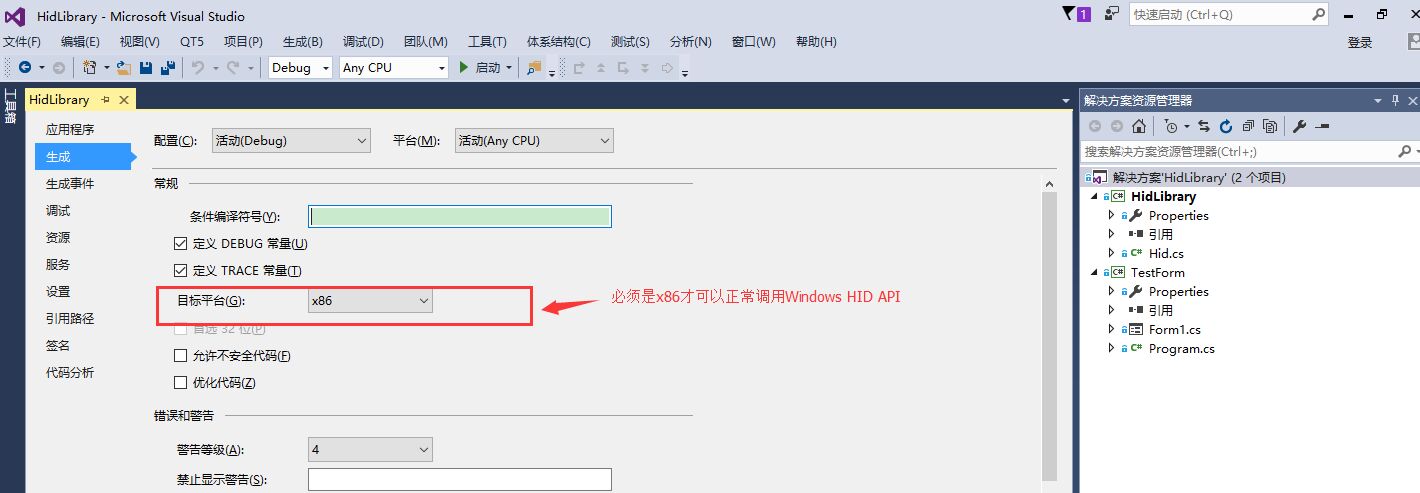 HidLibrary - Microsoft Visual Studio
1
快速启动 (Ctrl+Q)
文件(F) 编辑(E) 视图(V) QT5 项目(P) 生成(B) 调试(D) 团队(M) 工具(T) 体系结构(C) 测试(S) 分析(N) 窗口(W) 帮助(H)
登录
Debug Any CPU 启动
工具箱
HidLibrary
应用程序
生成
生成事件
调试
资源
服务
设置
引用路径
签名
代码分析
配置(C): 活动(Debug) 平台(M): 活动(Any CPU)
常规
条件编译符号(Y):
定义 DEBUG 常量(U)
定义 TRACE 常量(T)
目标平台(G): x86
必须是x86才可以正常调用Windows HID API
首选 32 位(P)
允许不安全代码(F)
优化代码(Z)
错误和警告
警告等级(A): 4
禁止显示警告(S):
解决方案资源管理器
搜索解决方案资源管理器(Ctrl+;)
解决方案'HidLibrary' (2 个项目)
C# HidLibrary
Properties
引用
C# Hid.cs
C# TestForm
Properties
引用
Form1.cs
C# Program.cs